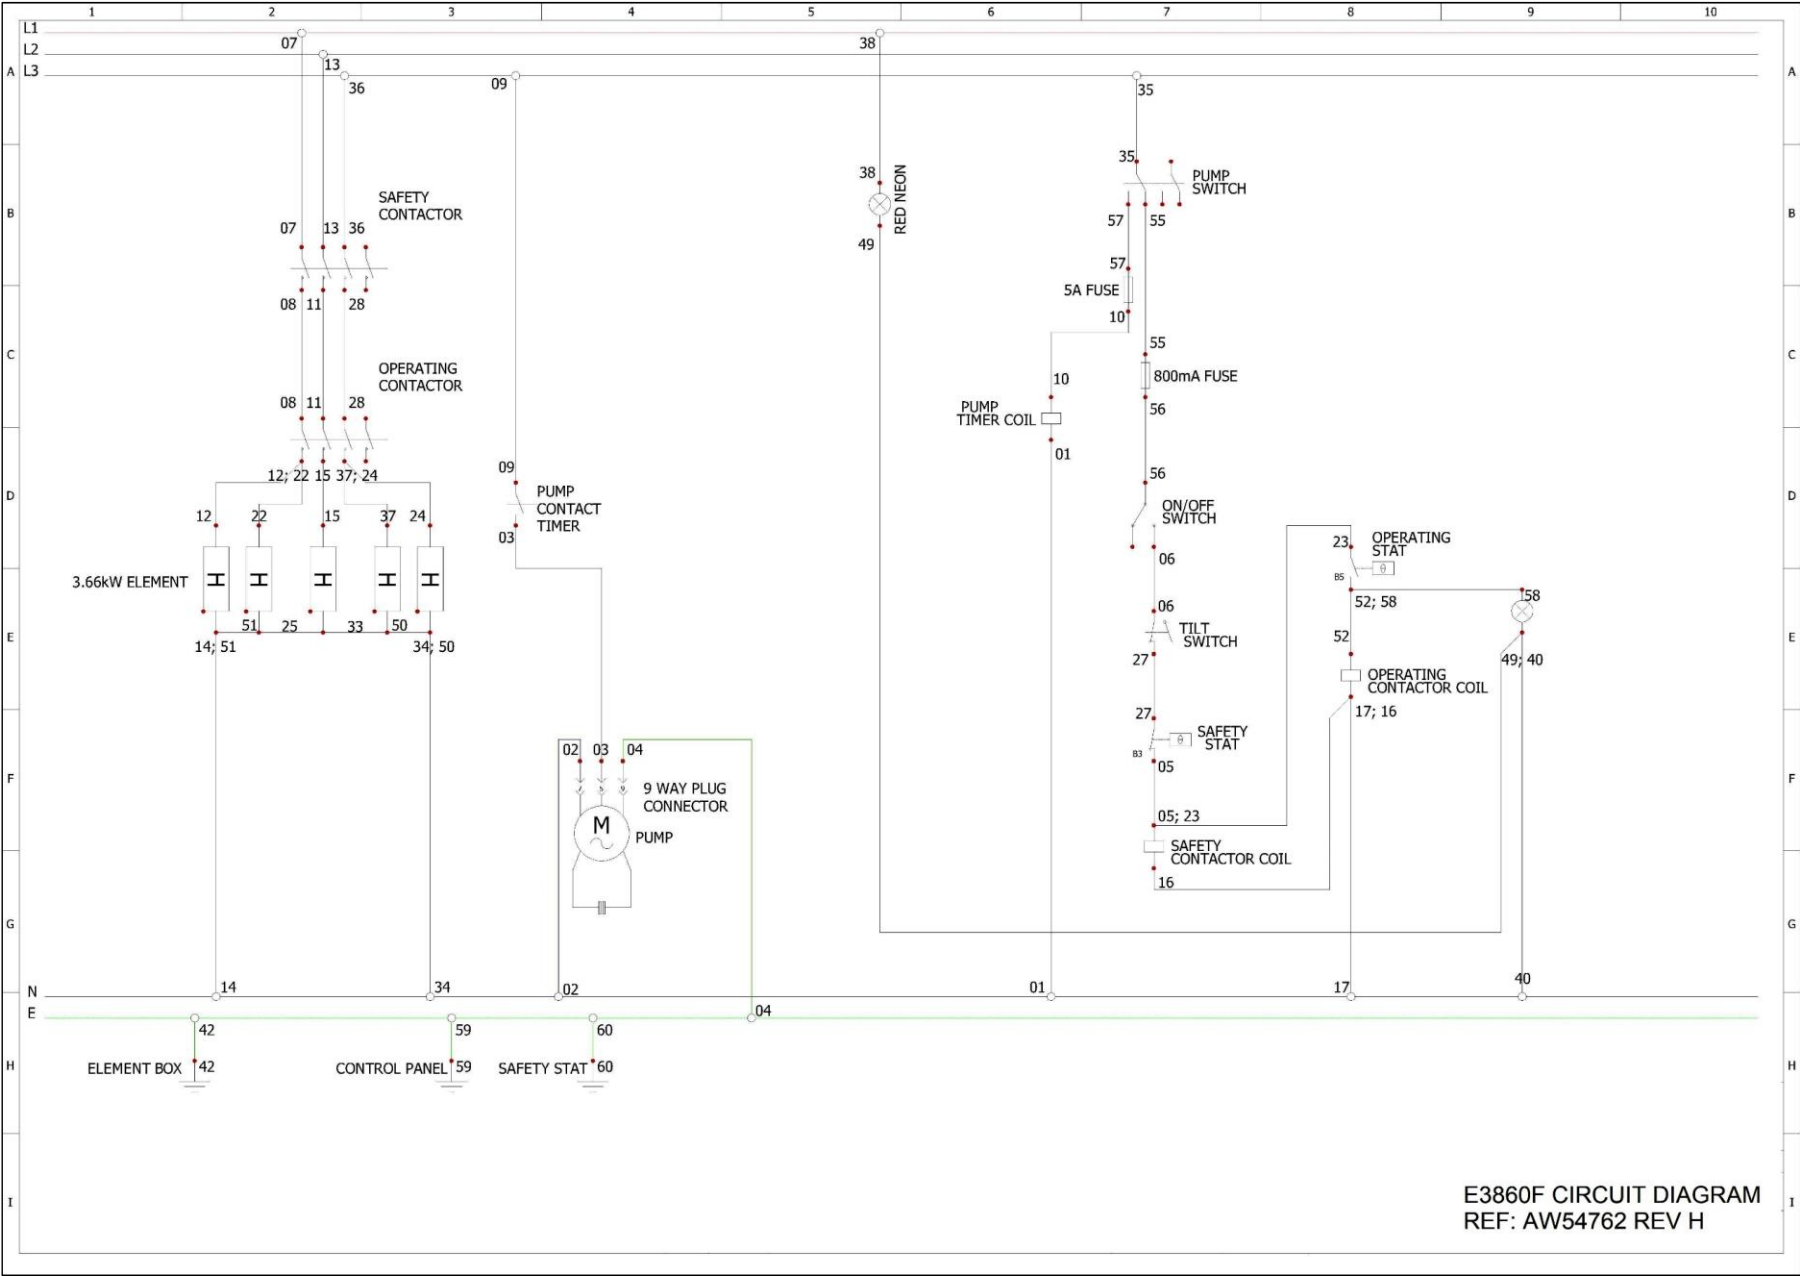 1 2 3 4 5 6 7 8 9 10
L1
07 38
L2
13
A L3 A
36 09 35
38 35
RED NEON
PUMP
SWITCH
SAFETY
CONTACTOR
B B
57 55
07 13 36
49
57
5A FUSE
08 11 28
10
55
C C
OPERATING
CONTACTOR
800mA FUSE
10
08 11 28
PUMP
TIMER COIL
56
01
09
12; 22 15 37; 24
56
D D
PUMP
CONTACT
TIMER
ON/OFF
SWITCH
12 22 15 37 24
03
23
OPERATING
STAT
06
B5
3.66kW ELEMENT
H H H H H
θ
58
52; 58
06
51 25 33 50
TILT
SWITCH
E E
52
14; 51 34; 50
27
49; 40
OPERATING
CONTACTOR COIL
27
17; 16
SAFETY
STAT
02 03 04
B3
θ
05
F F
9 WAY PLUG
CONNECTOR
05; 23
M
PUMP
SAFETY
CONTACTOR COIL
16
G G
N
14 34 02 01 17 40
E
04
42 59 60
H H
ELEMENT BOX 42
CONTROL PANEL 59
SAFETY STAT 60
I I
E3860F CIRCUIT DIAGRAM
REF: AW54762 REV H